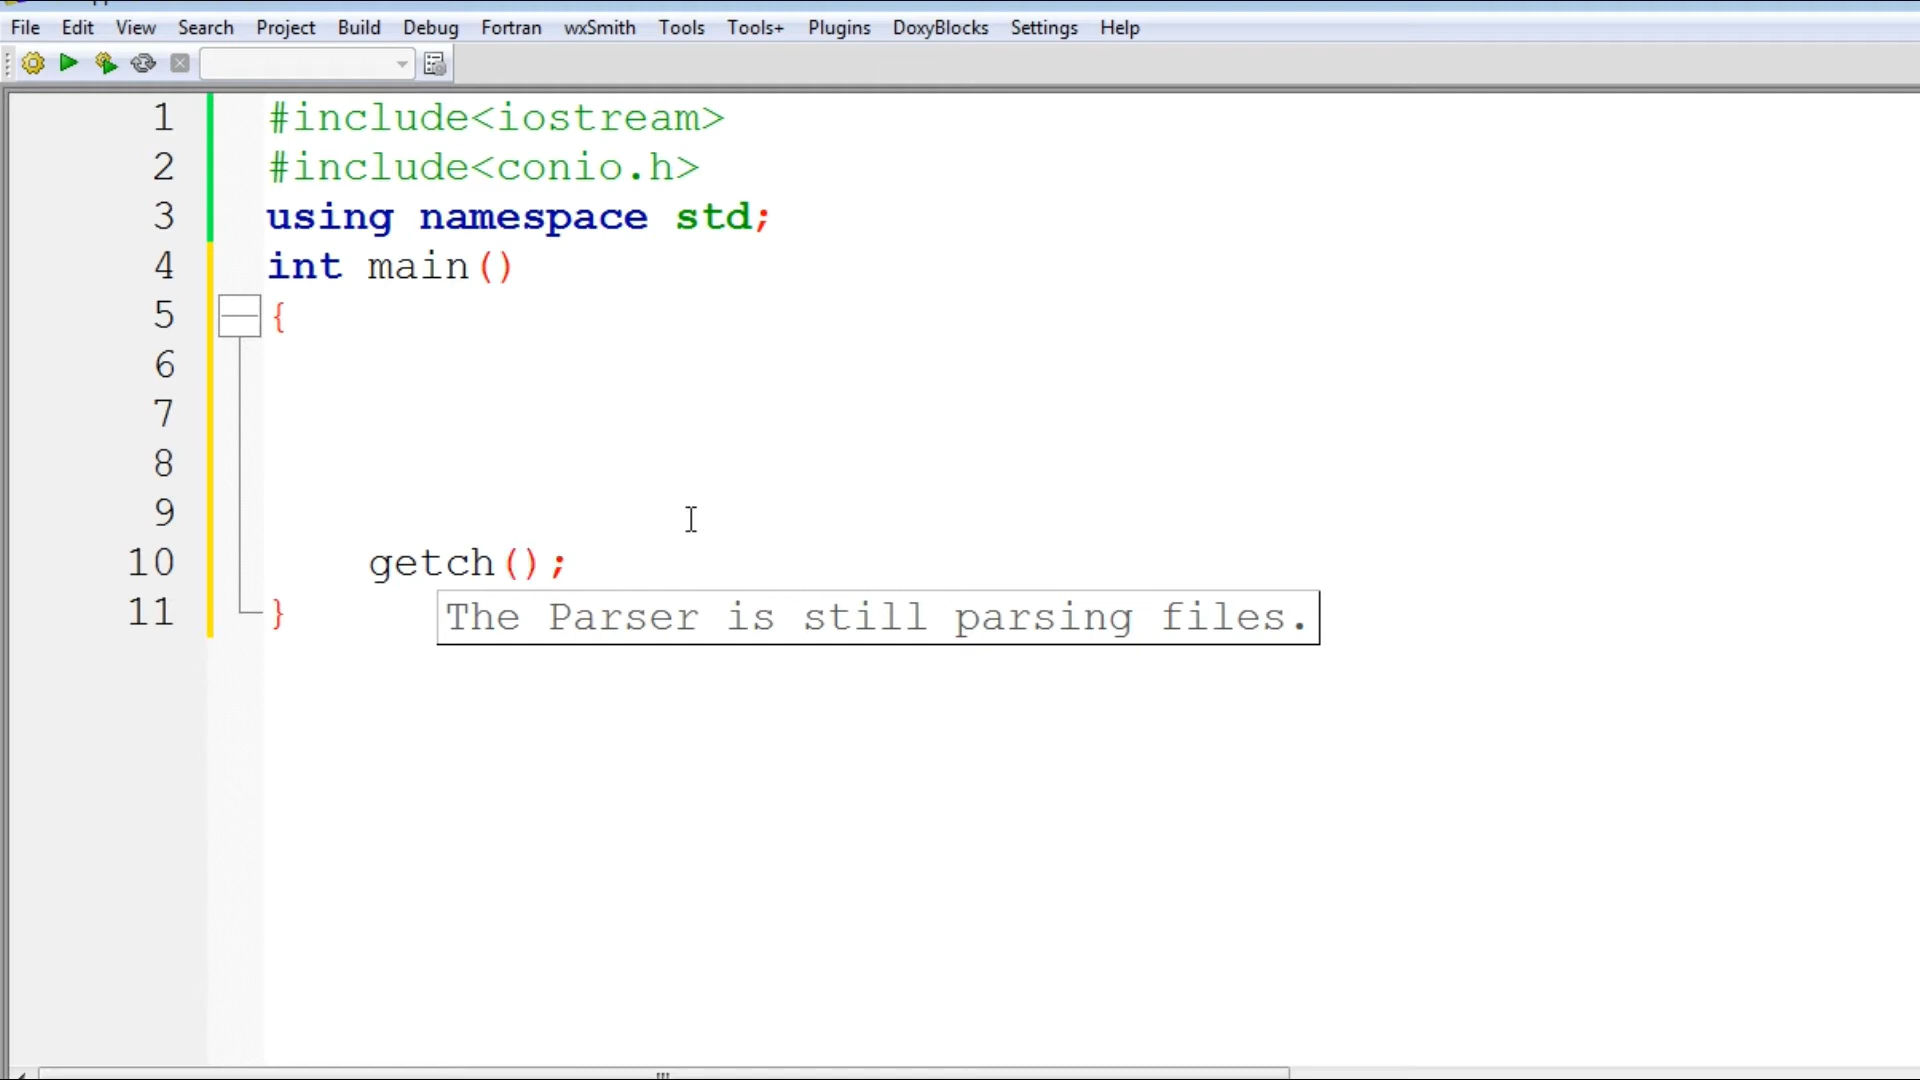 File Edit View Search Project Build Debug Fortran wxSmith Tools Tools+ Plugins DoxyBlocks Settings Help
1 #include<iostream>
2 #include<conio.h>
3 using namespace std;
4 int main()
5 {
6
7
8
9
10 getch();
11 }
The Parser is still parsing files.